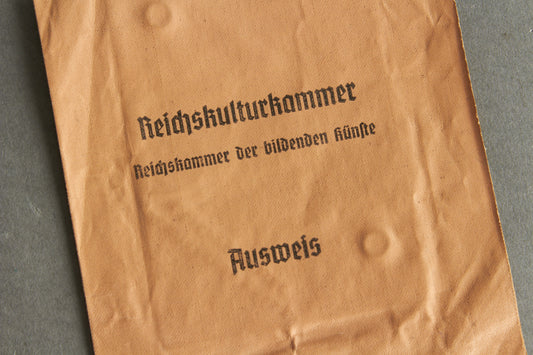 Reichskulturkammer
Reichskammer der bildenden Künste
Ausweis